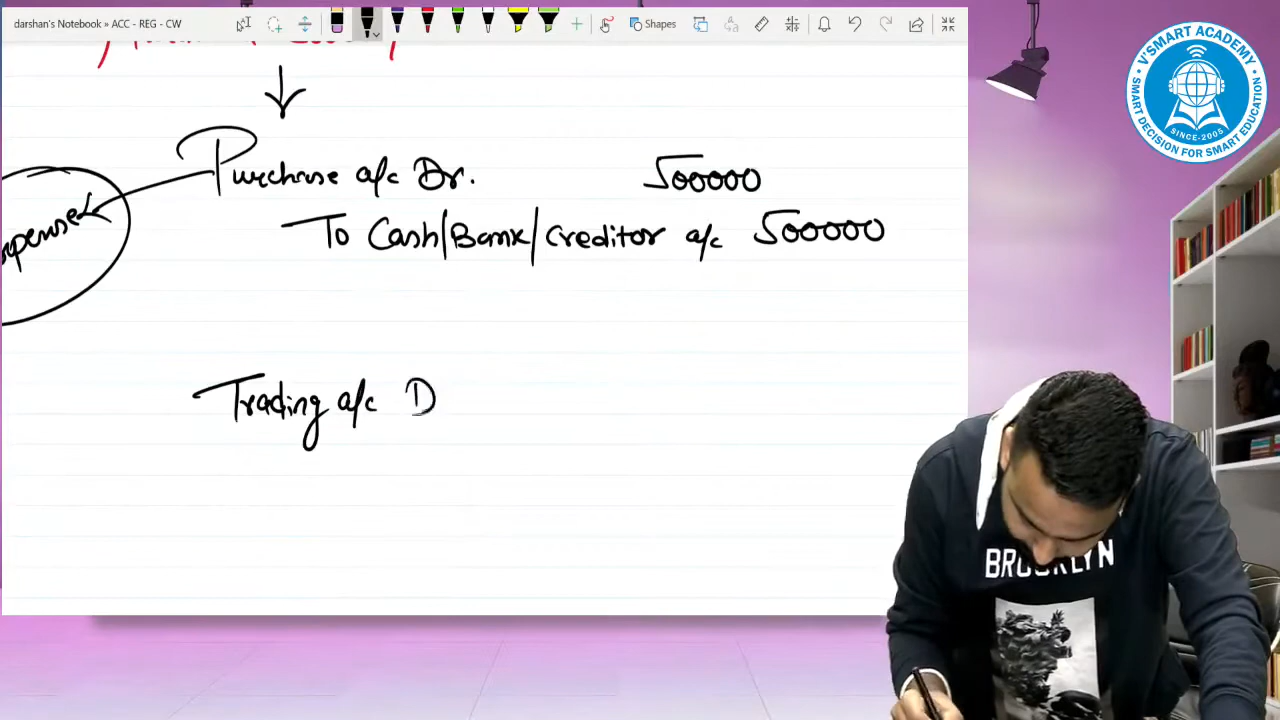 darshan's Notebook » ACC - REG - CW
Shapes
Purchase a/c Dr. 500000
To Cash/Bank/creditor a/c 500000
Trading a/c D
V'SMART ACADEMY
SINCE-2005
SMART DECISION FOR SMART EDUCATION
BROOKLYN